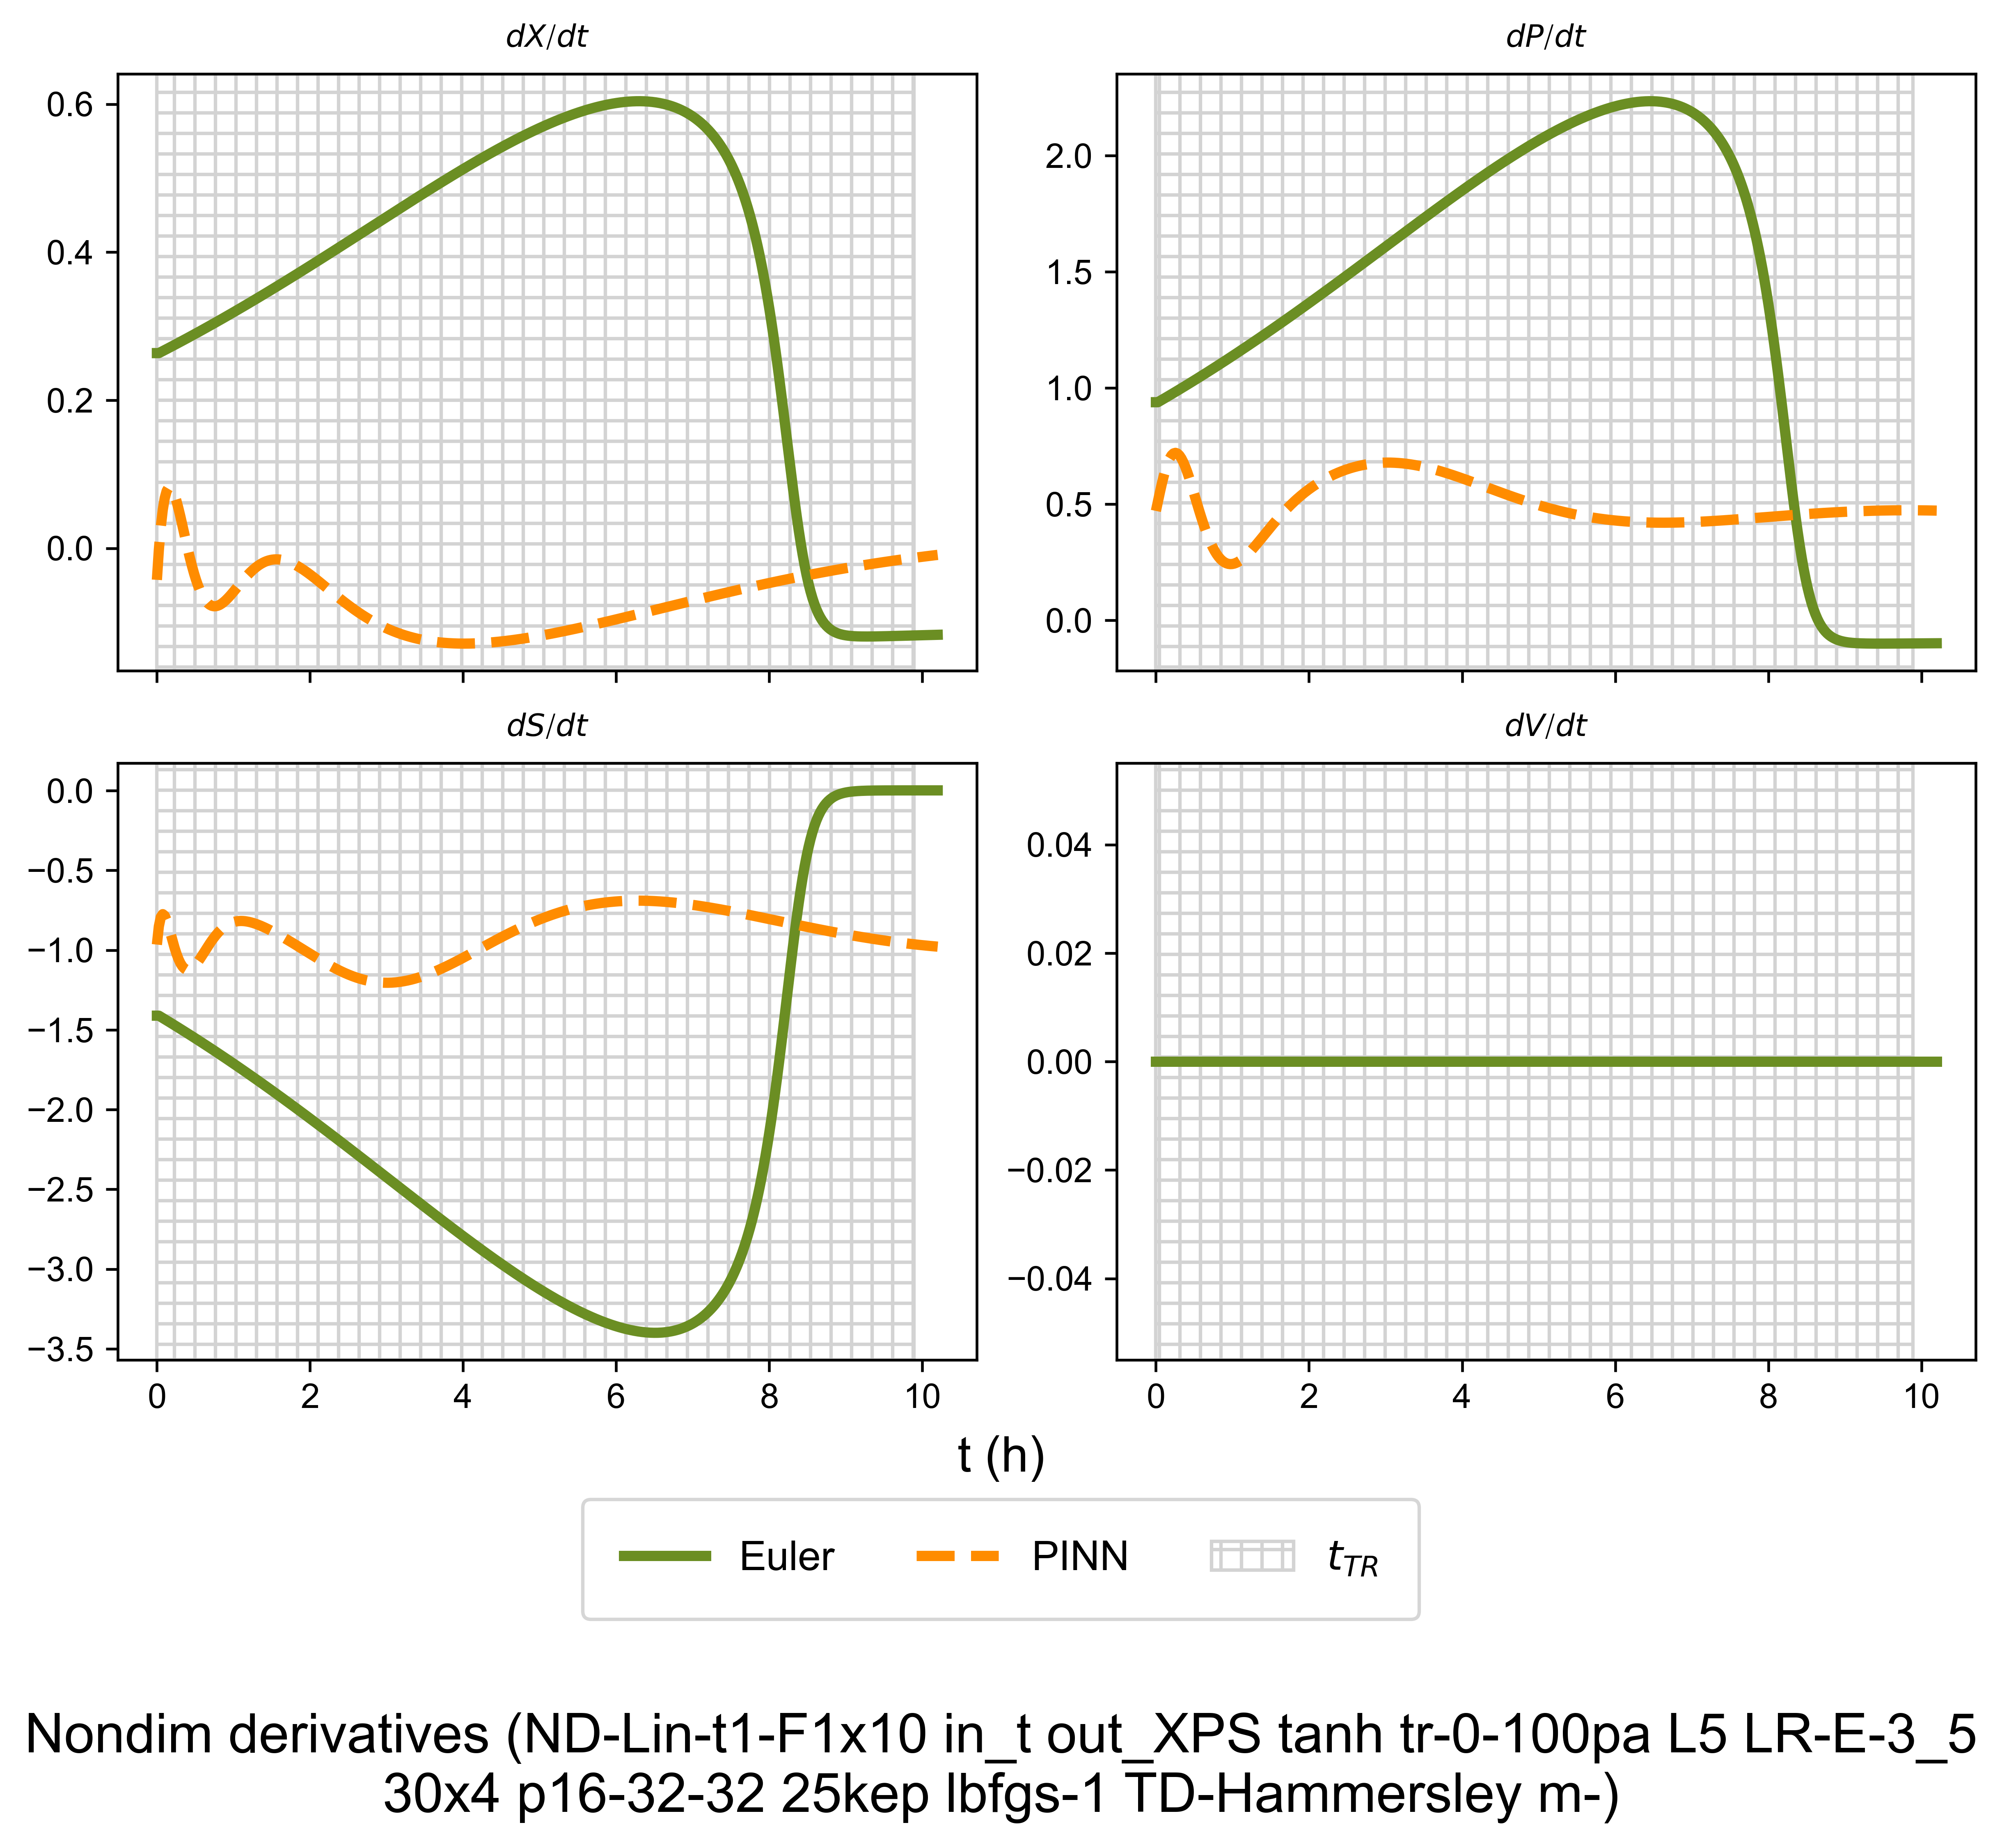 dX/dt
dP/dt
0.6
0.4
0.2
0.0
2.0
1.5
1.0
0.5
0.0
dS/dt
dV/dt
0.0
−0.5
−1.0
−1.5
−2.0
−2.5
−3.0
−3.5
0.04
0.02
0.00
−0.02
−0.04
0 2 4 6 8 10
0 2 4 6 8 10
t (h)
Euler PINN t_{TR}
Nondim derivatives (ND-Lin-t1-F1x10 in_t out_XPS tanh tr-0-100pa L5 LR-E-3_5
30x4 p16-32-32 25kep lbfgs-1 TD-Hammersley m-)